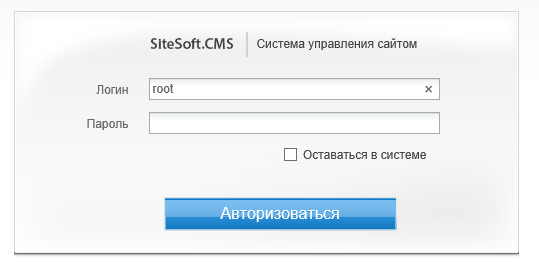 SiteSoft.CMS Система управления сайтом
Логин root ×
Пароль
Оставаться в системе
Авторизоваться